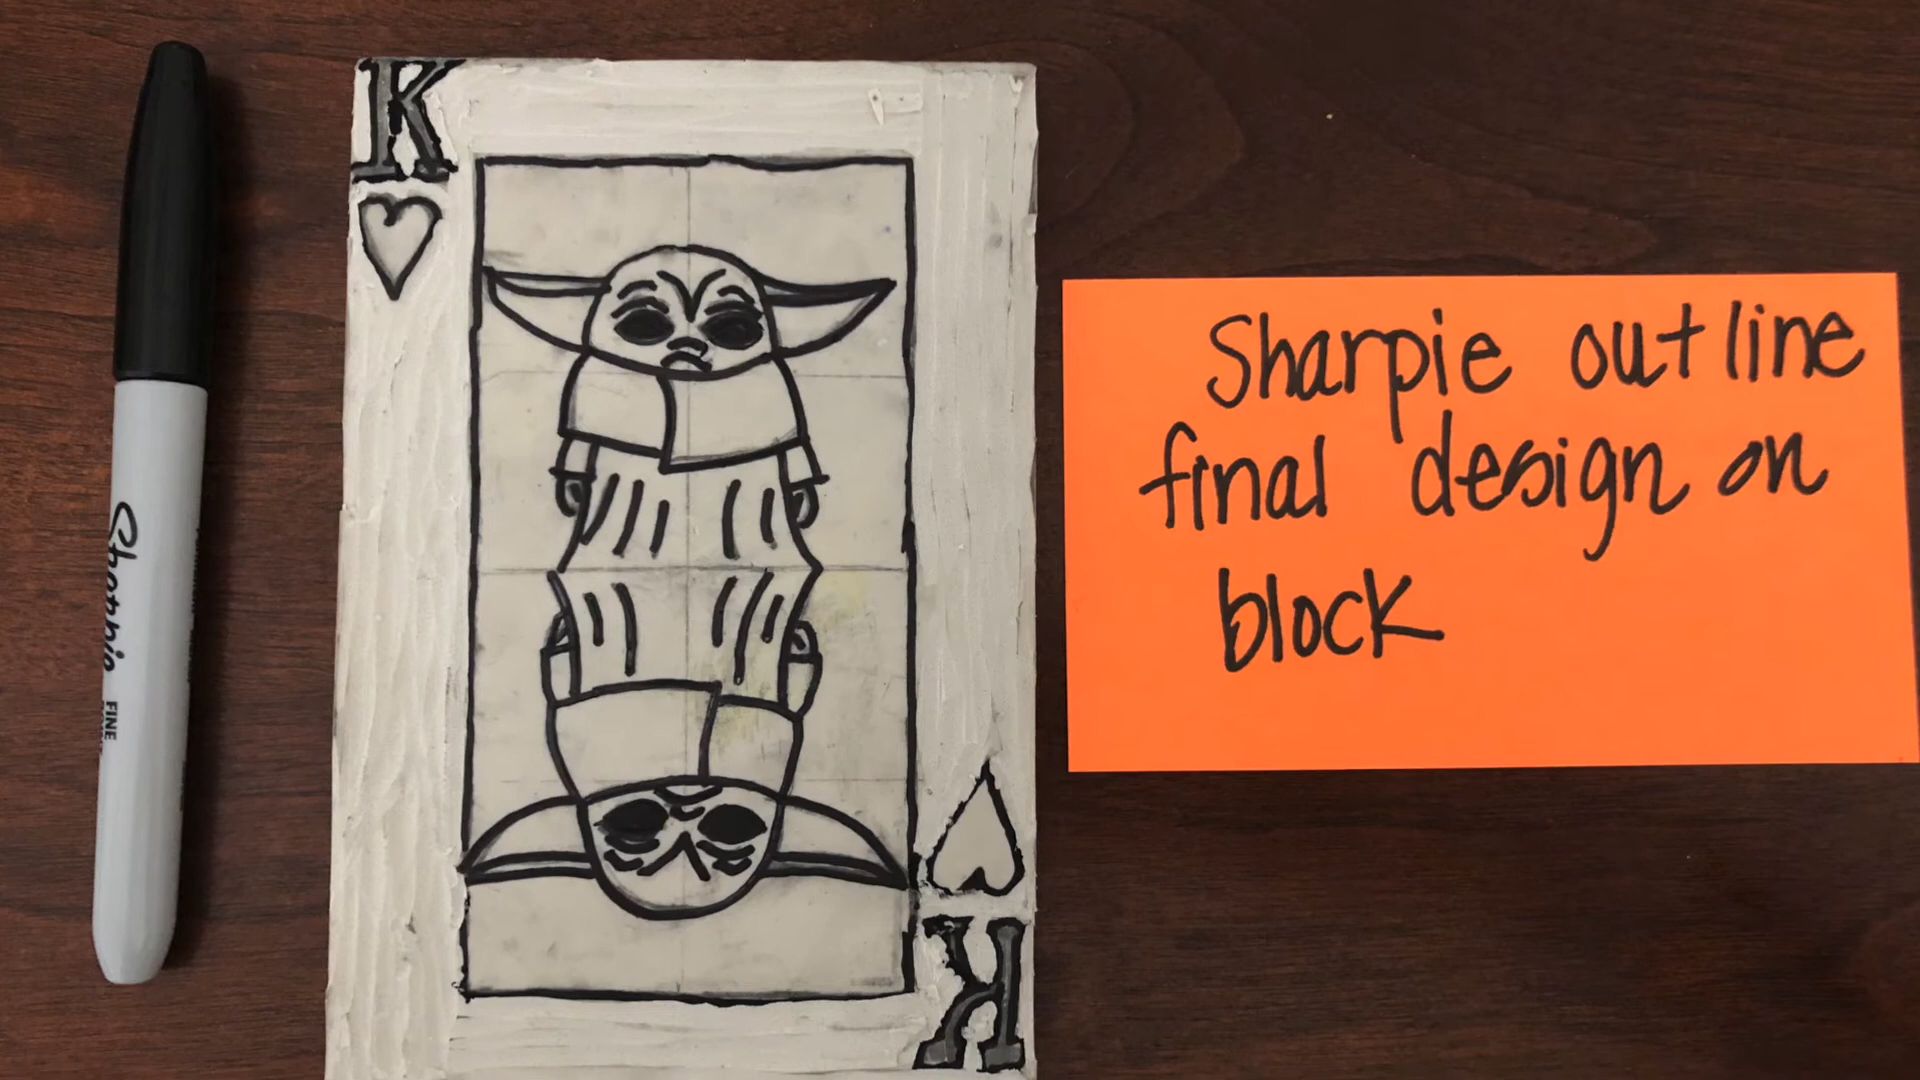 K
Sharpie
FINE
Sharpie outline
final design on
block
K